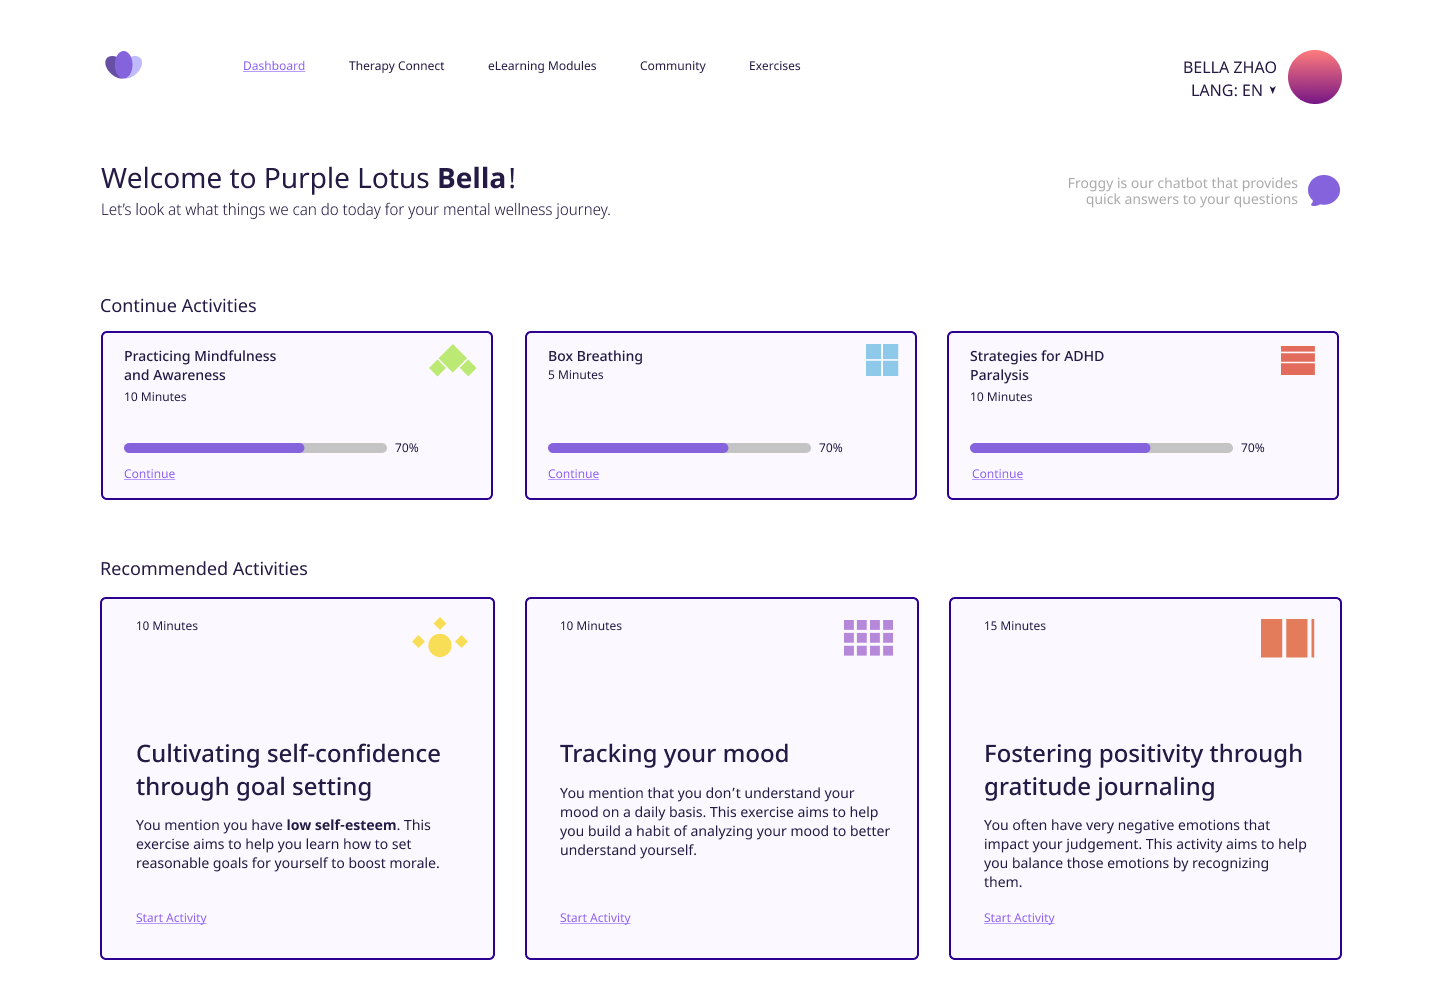 Dashboard
Therapy Connect
eLearning Modules
Community
Exercises
BELLA ZHAO
LANG: EN
Welcome to Purple Lotus Bella!
Let’s look at what things we can do today for your mental wellness journey.
Froggy is our chatbot that provides
quick answers to your questions
Continue Activities
Practicing Mindfulness
and Awareness
10 Minutes
70%
Continue
Box Breathing
5 Minutes
70%
Continue
Strategies for ADHD
Paralysis
10 Minutes
70%
Continue
Recommended Activities
10 Minutes
Cultivating self-confidence
through goal setting
You mention you have low self-esteem. This
exercise aims to help you learn how to set
reasonable goals for yourself to boost morale.
Start Activity
10 Minutes
Tracking your mood
You mention that you don’t understand your
mood on a daily basis. This exercise aims to help
you build a habit of analyzing your mood to better
understand yourself.
Start Activity
15 Minutes
Fostering positivity through
gratitude journaling
You often have very negative emotions that
impact your judgement. This activity aims to help
you balance those emotions by recognizing
them.
Start Activity